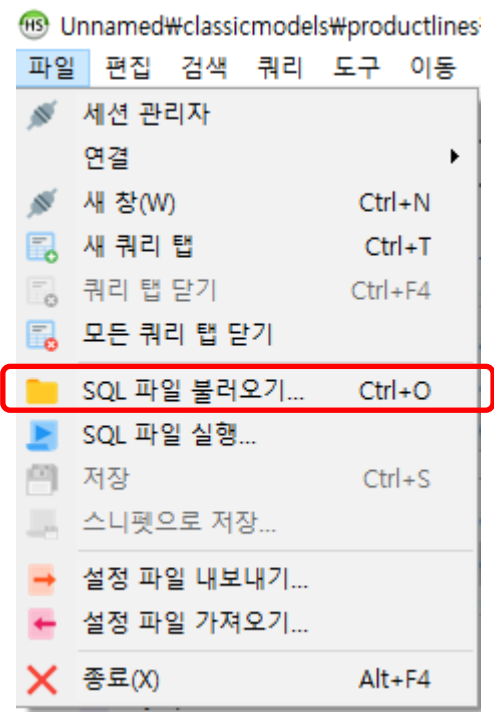 HS Unnamed₩classicmodels₩productlines
파일 편집 검색 쿼리 도구 이동
세션 관리자
연결
새 창(W) Ctrl+N
새 쿼리 탭 Ctrl+T
쿼리 탭 닫기 Ctrl+F4
모든 쿼리 탭 닫기
SQL 파일 불러오기... Ctrl+O
SQL 파일 실행...
저장 Ctrl+S
스니펫으로 저장...
설정 파일 내보내기...
설정 파일 가져오기...
종료(X) Alt+F4